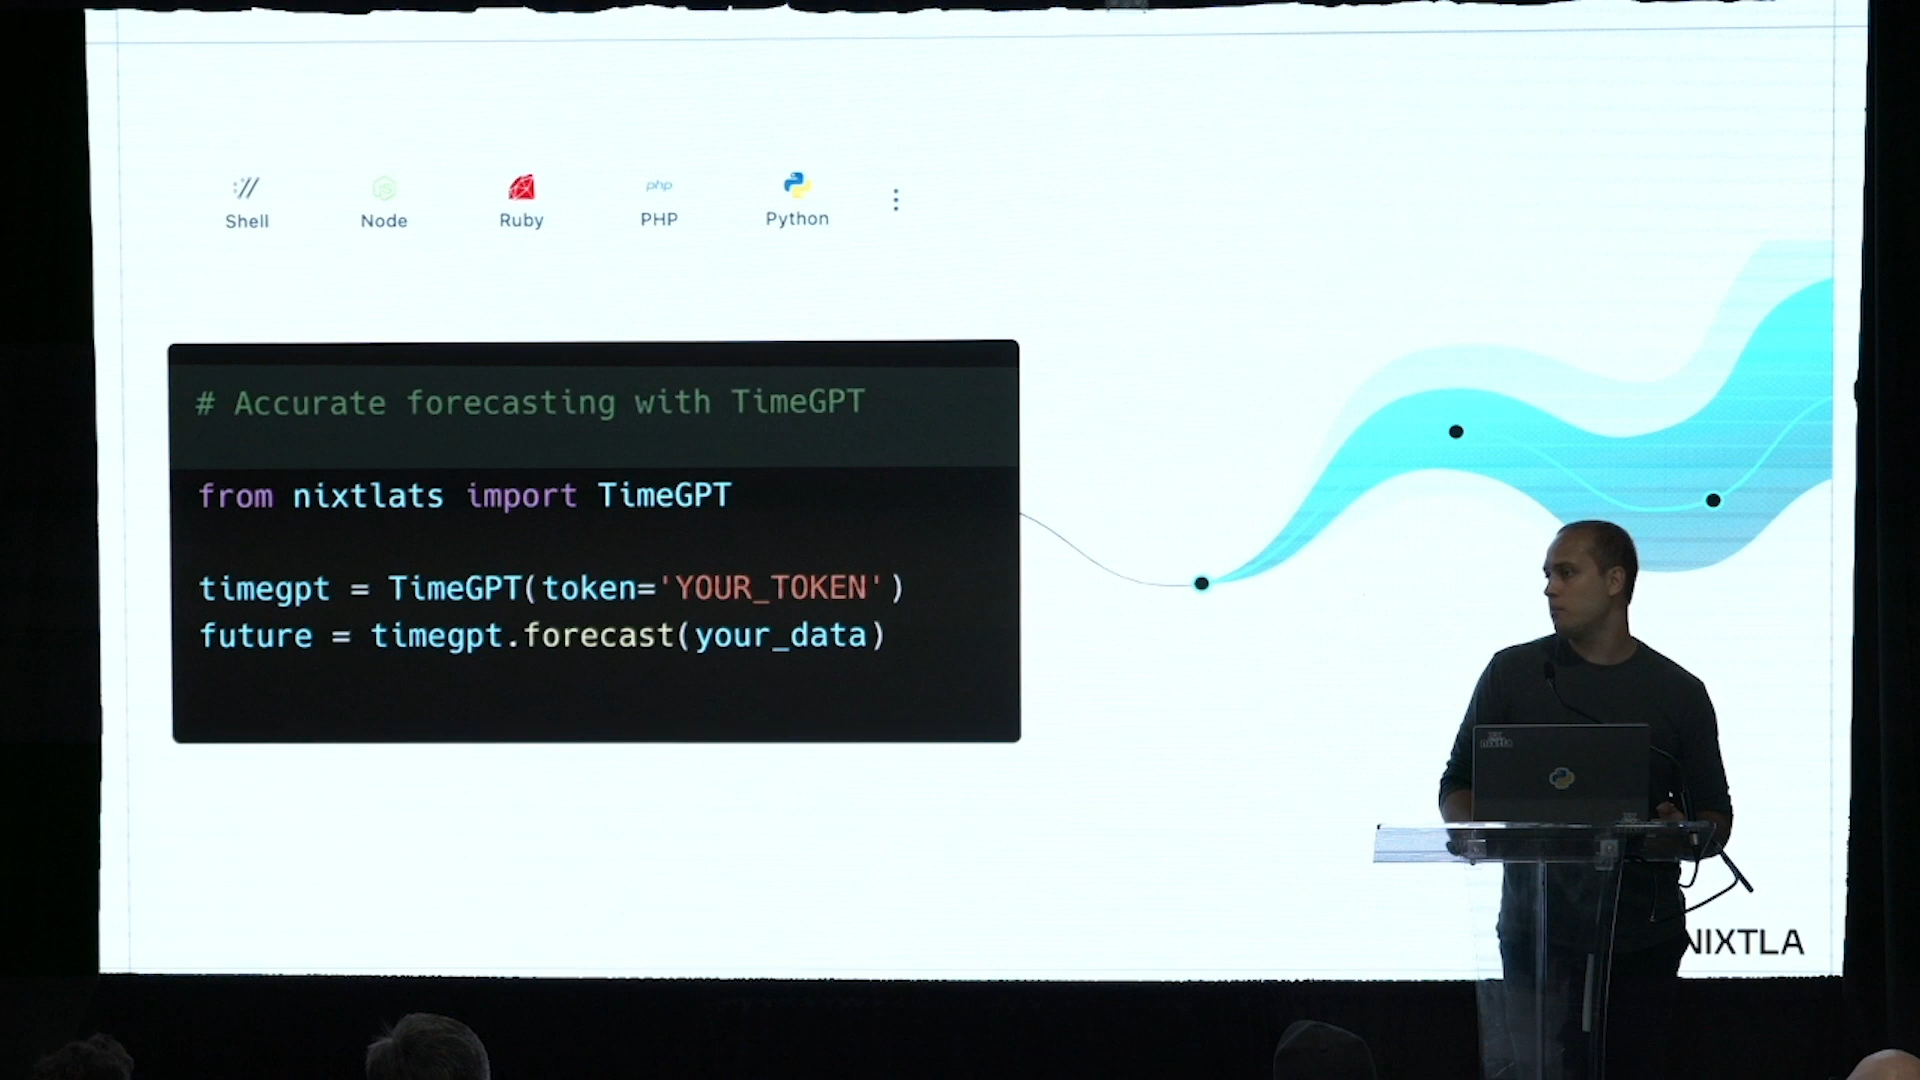 Shell
Node
Ruby
php
PHP
Python
# Accurate forecasting with TimeGPT
from nixtlats import TimeGPT
timegpt = TimeGPT(token='YOUR_TOKEN')
future = timegpt.forecast(your_data)
nixtla
NIXTLA